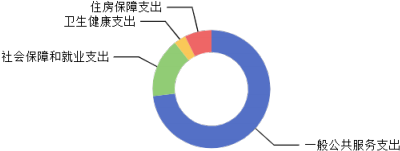 住房保障支出
卫生健康支出
社会保障和就业支出
一般公共服务支出